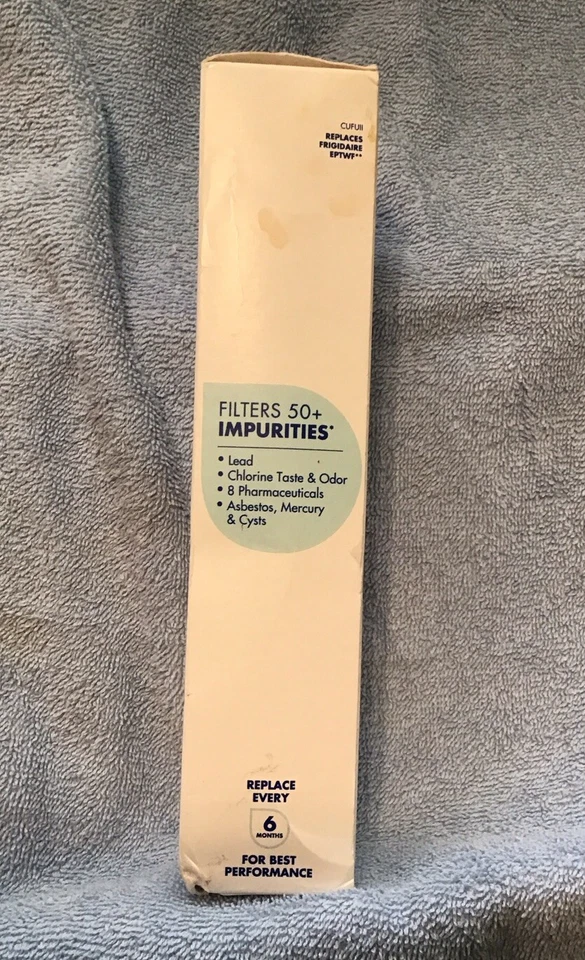 CUFU11
REPLACES
FRIGIDAIRE
EPTWF**
FILTERS 50+
IMPURITIES*
• Lead
• Chlorine Taste & Odor
• 8 Pharmaceuticals
• Asbestos, Mercury
& Cysts
REPLACE
EVERY
6
MONTHS
FOR BEST
PERFORMANCE